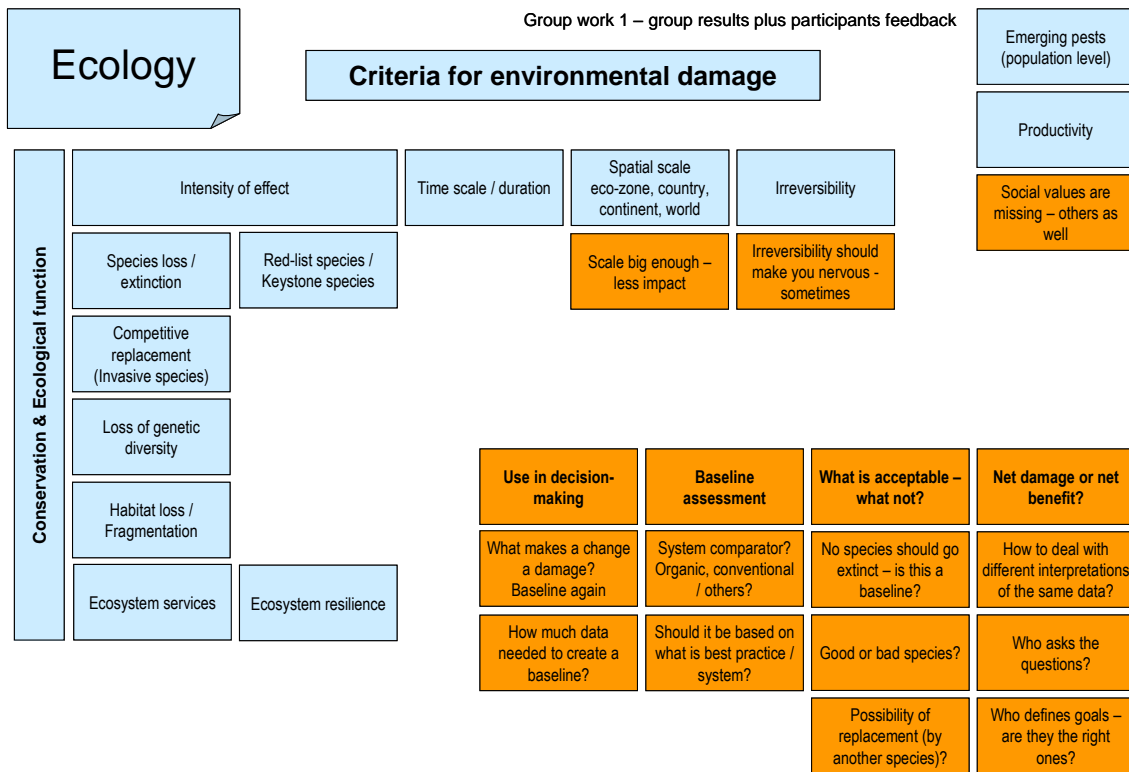 Group work 1 – group results plus participants feedback
Ecology
Criteria for environmental damage
Emerging pests
(population level)
Productivity
Social values are
missing – others as
well
Conservation & Ecological function
Intensity of effect
Time scale / duration
Spatial scale
eco-zone, country,
continent, world
Irreversibility
Species loss /
extinction
Red-list species /
Keystone species
Scale big enough –
less impact
Irreversibility should
make you nervous -
sometimes
Competitive
replacement
(Invasive species)
Loss of genetic
diversity
Habitat loss /
Fragmentation
Ecosystem services
Ecosystem resilience
Use in decision-
making
Baseline
assessment
What is acceptable –
what not?
Net damage or net
benefit?
What makes a change
a damage?
Baseline again
System comparator?
Organic, conventional
/ others?
No species should go
extinct – is this a
baseline?
How to deal with
different interpretations
of the same data?
How much data
needed to create a
baseline?
Should it be based on
what is best practice /
system?
Good or bad species?
Who asks the
questions?
Possibility of
replacement (by
another species)?
Who defines goals –
are they the right
ones?